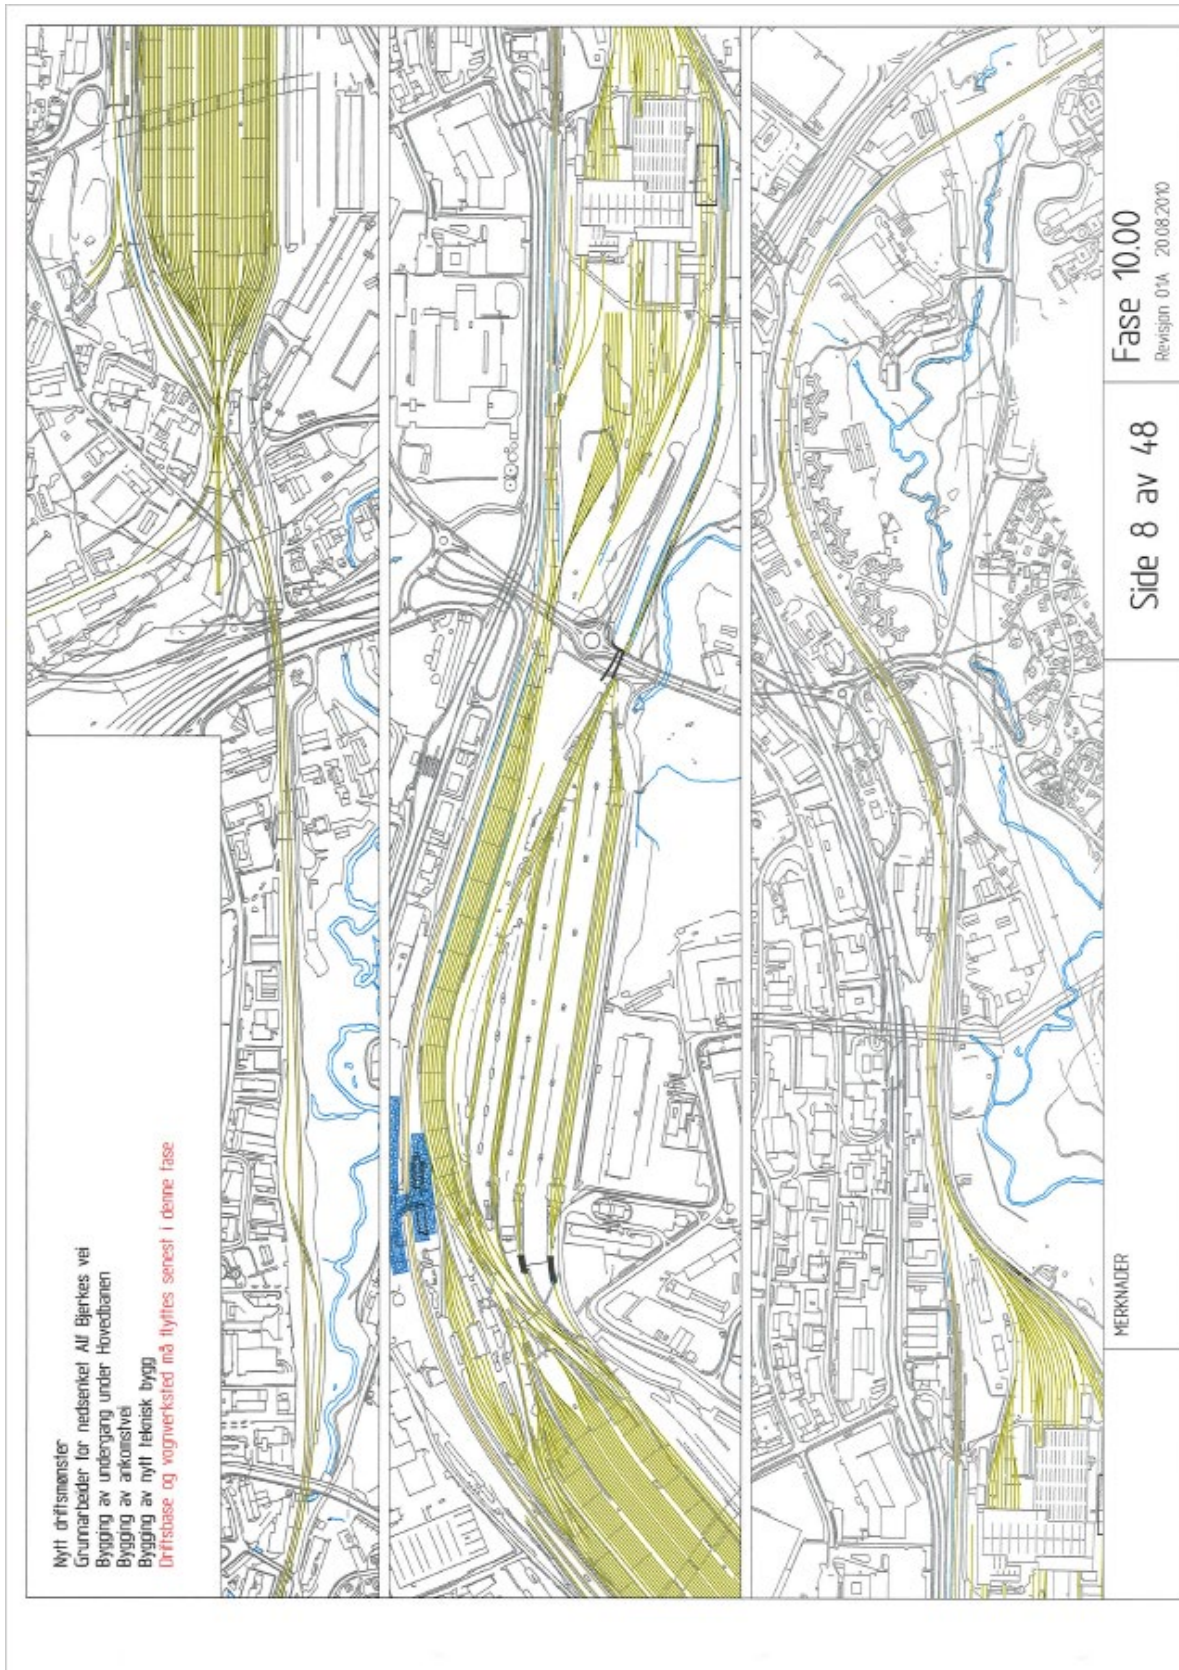 Nytt driftsmønster
Grunnarbeider for nedsenket Alf Bjerkes vei
Bygging av undergang under Hovedbanen
Bygging av ankomstvei
Bygging av nytt teknisk bygg
Driftsbase og vognverksted må flyttes senest i denne fase
MERKNADER
Side 8 av 48
Fase 10.00
Revisjon 01A 20.08.2010